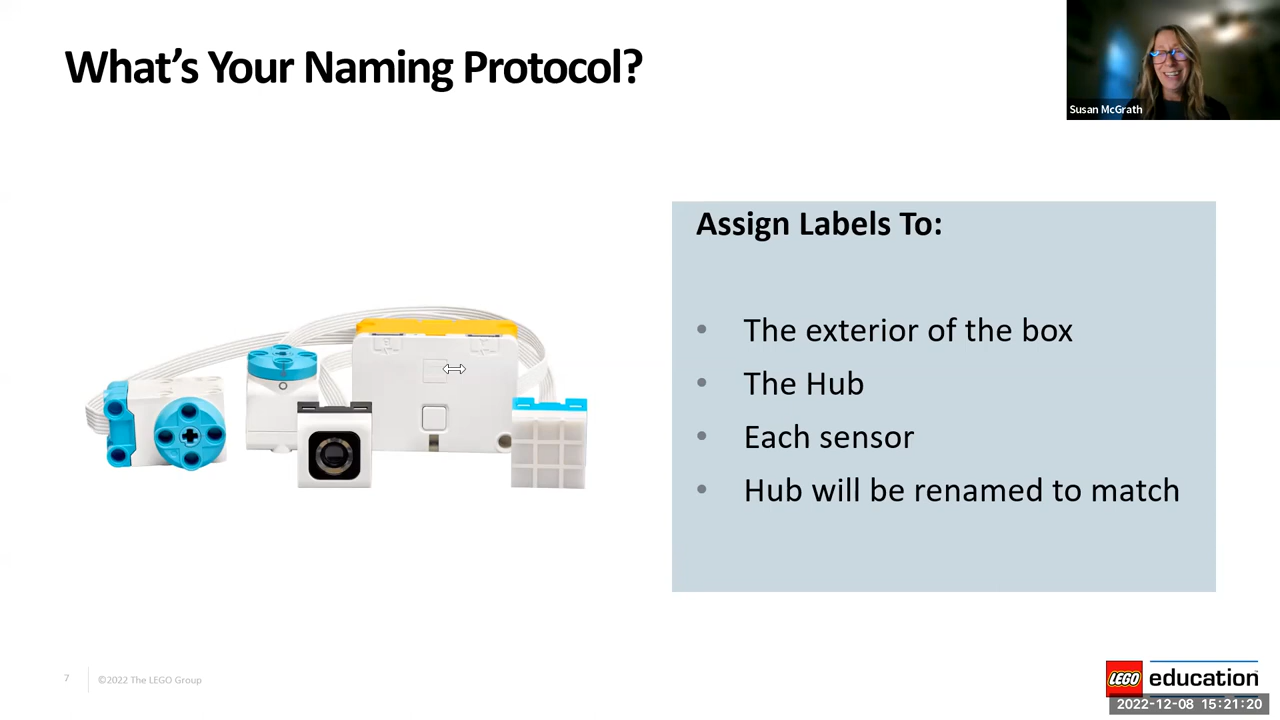 What's Your Naming Protocol?
Susan McGrath
Assign Labels To:
• The exterior of the box
• The Hub
• Each sensor
• Hub will be renamed to match
7
©2022 The LEGO Group
LEGO education
2022-12-08 15:21:20